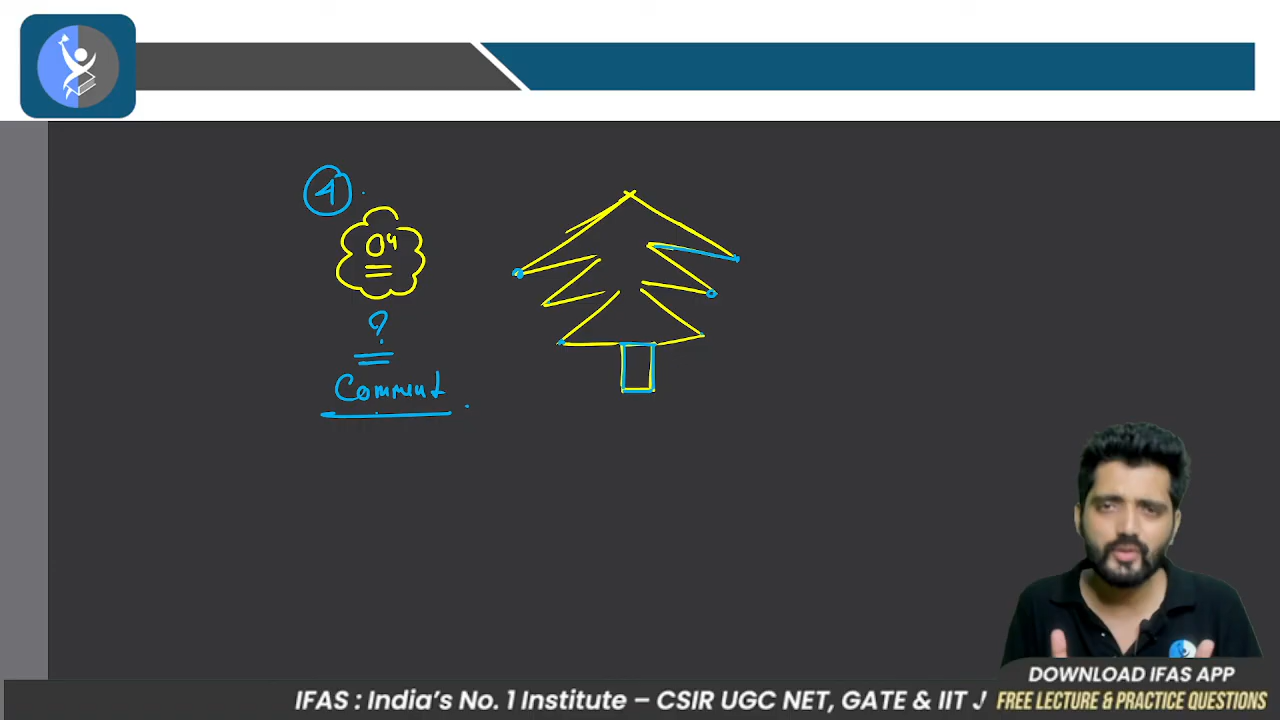 4
04
?
Comment
DOWNLOAD IFAS APP
IFAS : India's No. 1 Institute – CSIR UGC NET, GATE & IIT J
FREE LECTURE & PRACTICE QUESTIONS